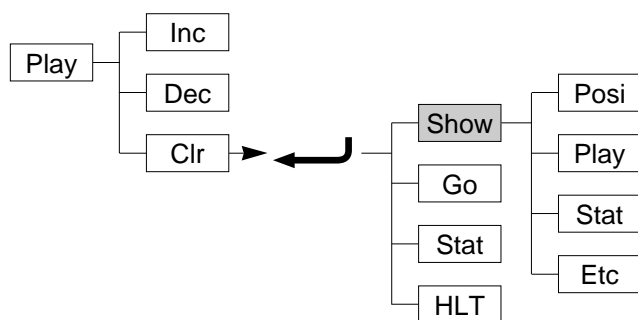 Play
Inc
Dec
Clr
Show
Go
Stat
HLT
Posi
Play
Stat
Etc